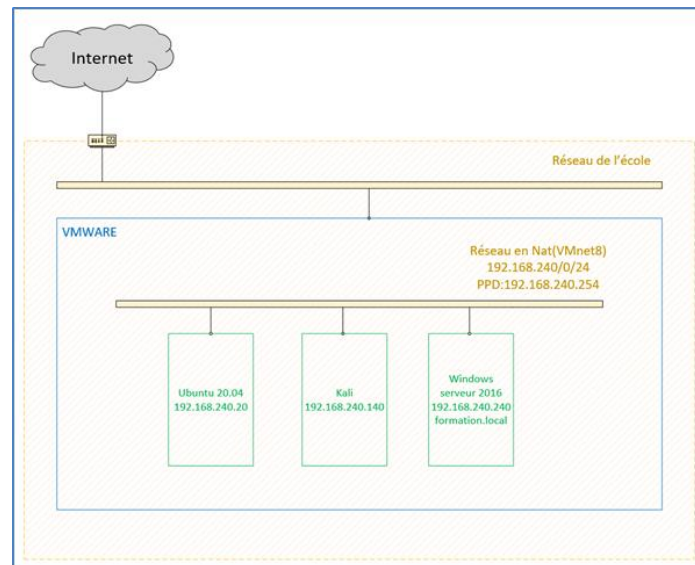 Internet
Réseau de l'école
VMWARE
Réseau en Nat(VMnet8)
192.168.240/0/24
PPD:192.168.240.254
Ubuntu 20.04
192.168.240.20
Kali
192.168.240.140
Windows
serveur 2016
192.168.240.240
formation.local